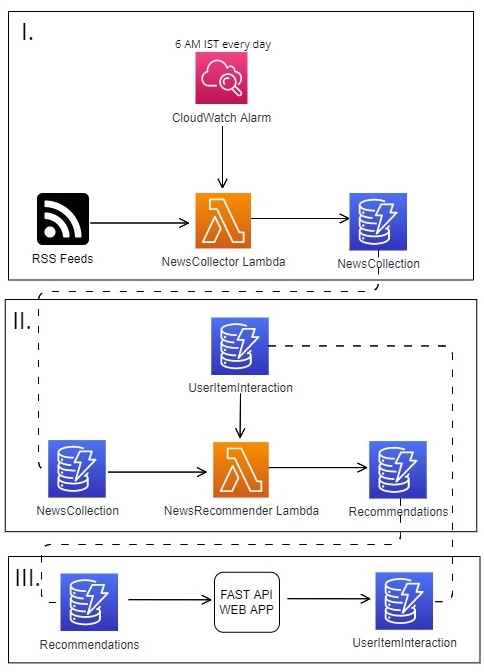 I.
6 AM IST every day
CloudWatch Alarm
RSS Feeds
NewsCollector Lambda
NewsCollection
II.
UserItemInteraction
NewsCollection
NewsRecommender Lambda
Recommendations
III.
FAST API
WEB APP
Recommendations
UserItemInteraction